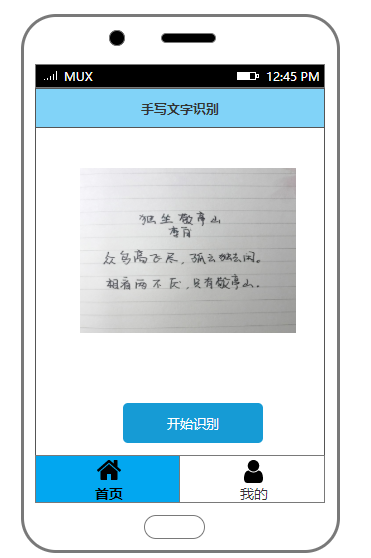 MUX 12:45 PM
手写文字识别
独坐敬亭山
李白
众鸟高飞尽，孤云独去闲。
相看两不厌，只有敬亭山。
开始识别
首页 我的